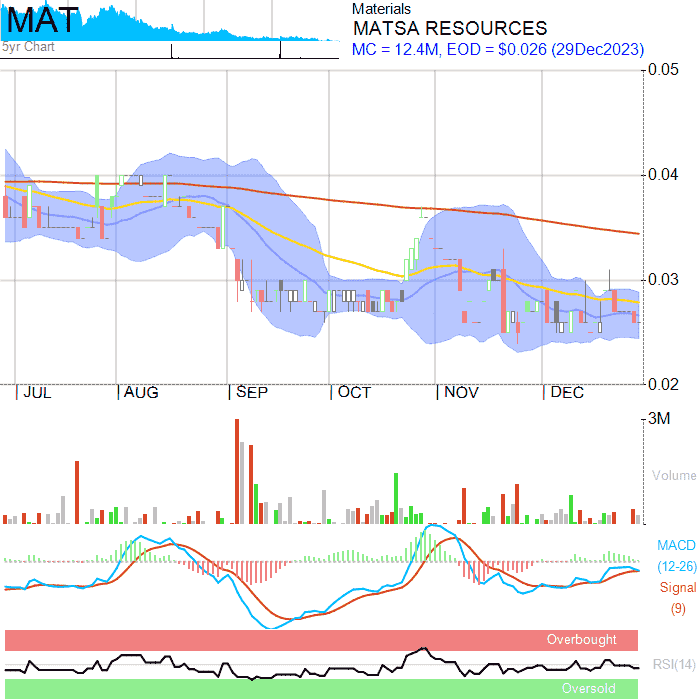 MAT
5yr Chart
Materials
MATSA RESOURCES
MC = 12.4M, EOD = $0.026 (29Dec2023)
0.05
0.04
0.03
0.02
JUL AUG SEP OCT NOV DEC
3M
Volume
MACD
(12-26)
Signal
(9)
Overbought
RSI(14)
Oversold